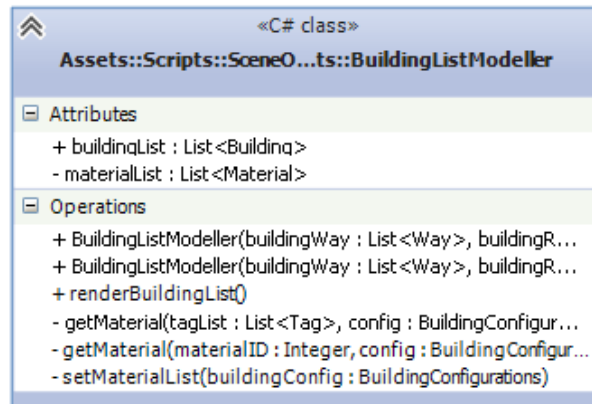 «C# class»
Assets::Scripts::SceneO...ts::BuildingListModeller
Attributes
+ buildingList : List<Building>
- materialList : List<Material>
Operations
+ BuildingListModeller(buildingWay : List<Way>, buildingR...
+ BuildingListModeller(buildingWay : List<Way>, buildingR...
+ renderBuildingList()
- getMaterial(tagList : List<Tag>, config : BuildingConfigur...
- getMaterial(materialID : Integer, config : BuildingConfigur...
- setMaterialList(buildingConfig : BuildingConfigurations)